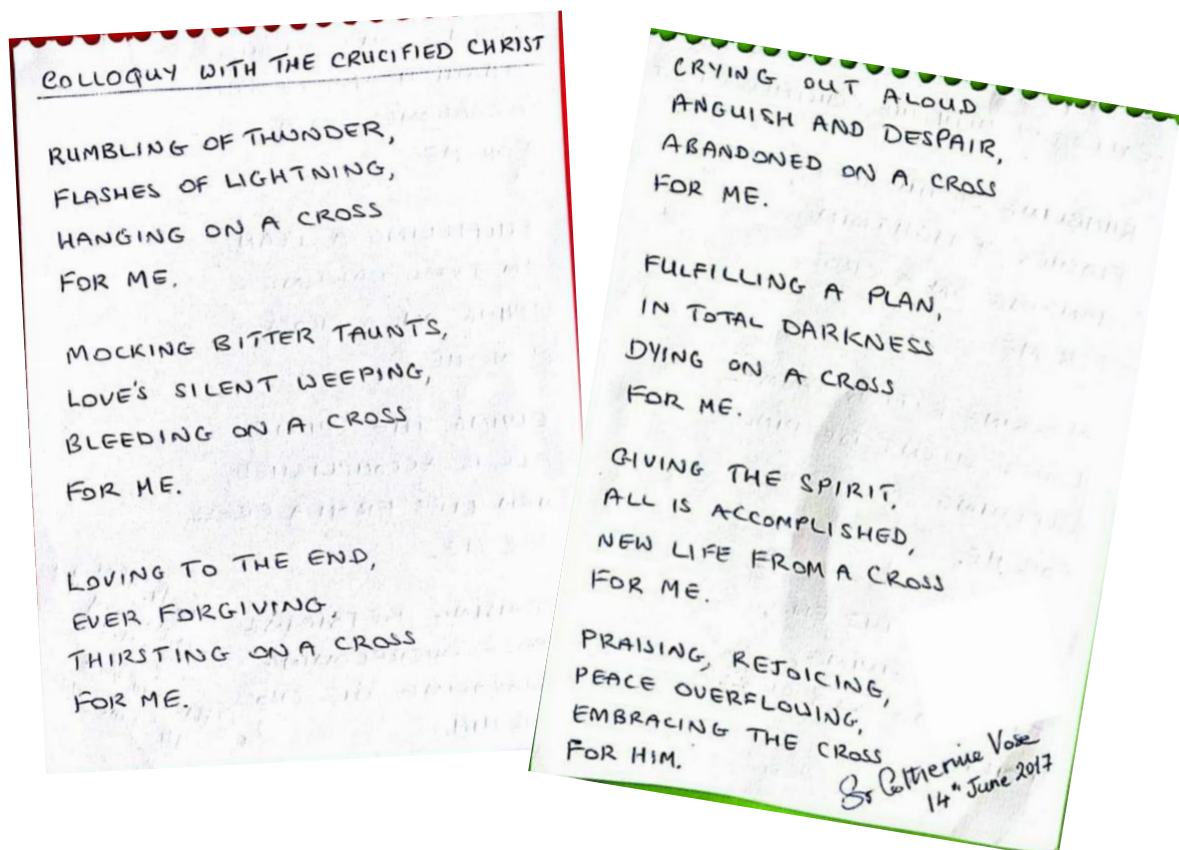 COLLOQUY WITH THE CRUCIFIED CHRIST
RUMBLING OF THUNDER,
FLASHES OF LIGHTNING,
HANGING ON A CROSS
FOR ME.
MOCKING BITTER TAUNTS,
LOVE'S SILENT WEEPING,
BLEEDING ON A CROSS
FOR ME.
LOVING TO THE END,
EVER FORGIVING,
THIRSTING ON A CROSS
FOR ME.
CRYING OUT ALOUD
ANGUISH AND DESPAIR,
ABANDONED ON A CROSS
FOR ME.
FULFILLING A PLAN,
IN TOTAL DARKNESS
DYING ON A CROSS
FOR ME.
GIVING THE SPIRIT.
ALL IS ACCOMPLISHED,
NEW LIFE FROM A CROSS
FOR ME.
PRAISING, REJOICING,
PEACE OVERFLOWING,
EMBRACING THE CROSS
FOR HIM.
Sr Catherine Vose
14th June 2017